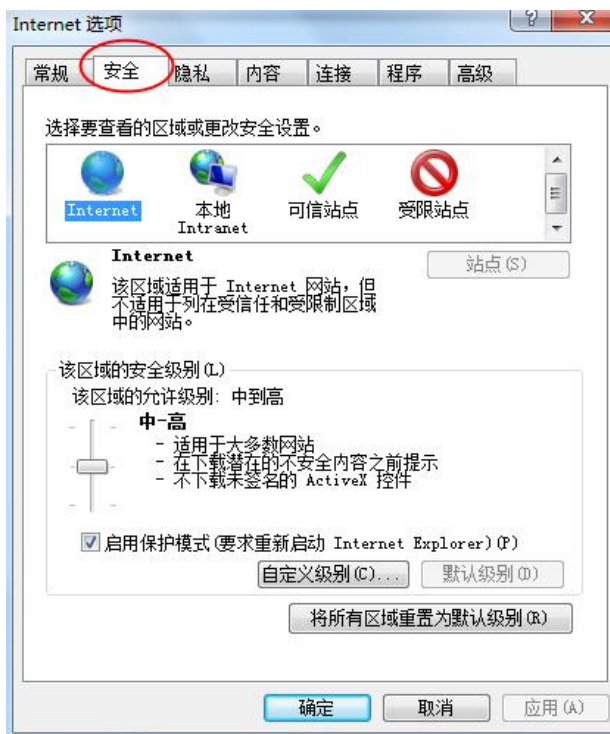 Internet 选项
常规 安全 隐私 内容 连接 程序 高级
选择要查看的区域或更改安全设置。
Internet 本地 Intranet 可信站点 受限站点
Internet
站点(S)
该区域适用于 Internet 网站，但
不适用于列在受信任和受限制区域
中的网站。
该区域的安全级别(L)
该区域的允许级别: 中到高
中-高
- 适用于大多数网站
- 在下载潜在的不安全内容之前提示
- 不下载未签名的 ActiveX 控件
启用保护模式(要求重新启动 Internet Explorer)(P)
自定义级别(C)... 默认级别(D)
将所有区域重置为默认级别(R)
确定 取消 应用(A)